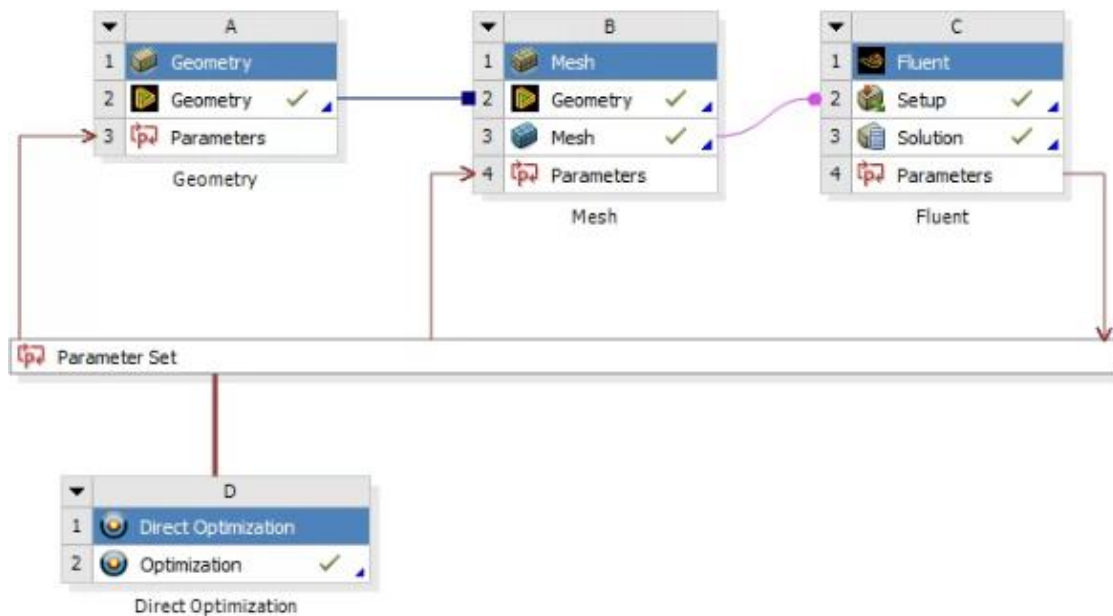 A
1 Geometry
2 Geometry
3 Parameters
Geometry
B
1 Mesh
2 Geometry
3 Mesh
4 Parameters
Mesh
C
1 Fluent
2 Setup
3 Solution
4 Parameters
Fluent
Parameter Set
D
1 Direct Optimization
2 Optimization
Direct Optimization